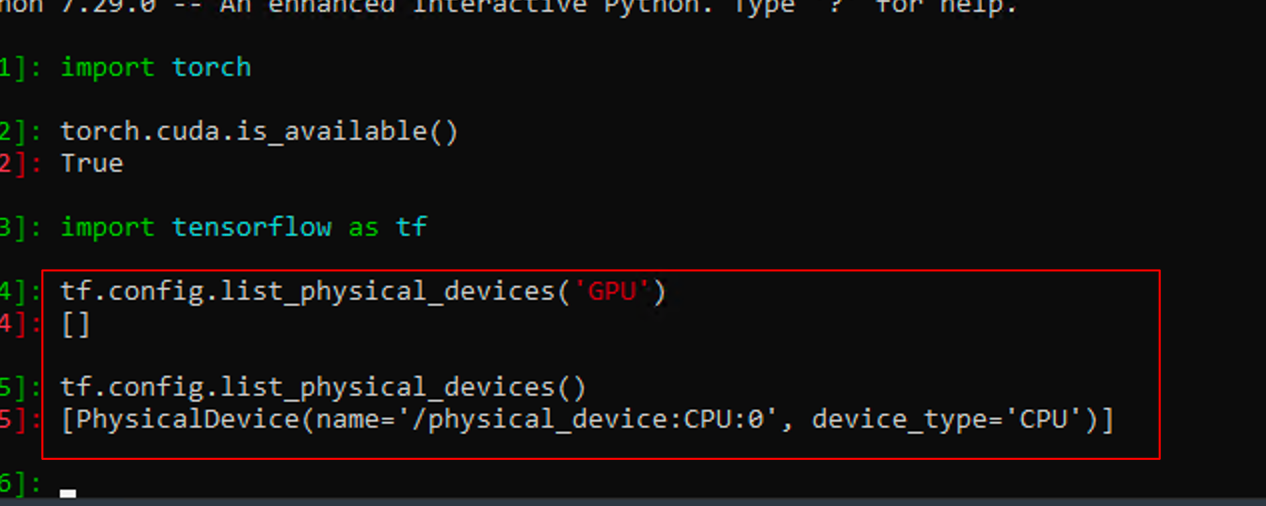 non 7.29.0 -- An enhanced Interactive Python. Type '?' for help.
1]: import torch
2]: torch.cuda.is_available()
2]: True
3]: import tensorflow as tf
4]: tf.config.list_physical_devices('GPU')
4]: []
5]: tf.config.list_physical_devices()
5]: [PhysicalDevice(name='/physical_device:CPU:0', device_type='CPU')]
6]: